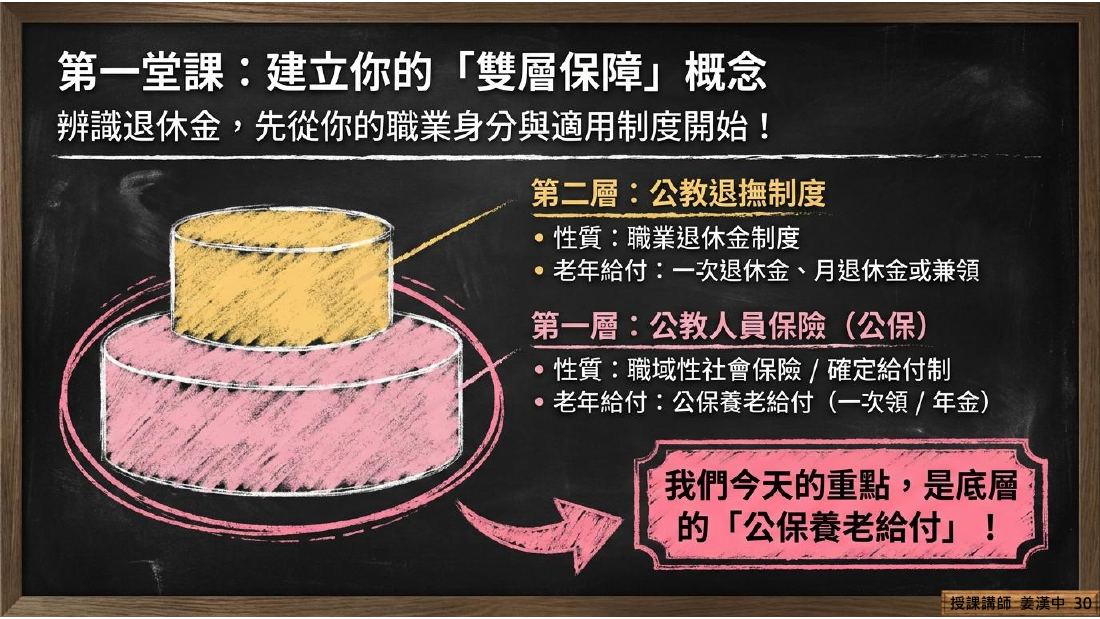 第一堂課：建立你的「雙層保障」概念
辨識退休金，先從你的職業身分與適用制度開始！
第二層：公教退撫制度
• 性質：職業退休金制度
• 老年給付：一次退休金、月退休金或兼領
第一層：公教人員保險（公保）
• 性質：職域性社會保險 / 確定給付制
• 老年給付：公保養老給付（一次領 / 年金）
我們今天的重點，是底層
的「公保養老給付」！
授課講師 姜漢中 30